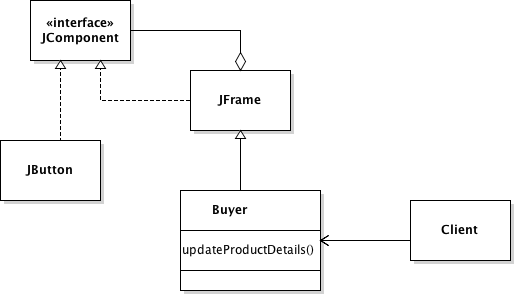 «interface»
JComponent
JFrame
JButton
Buyer
updateProductDetails()
Client